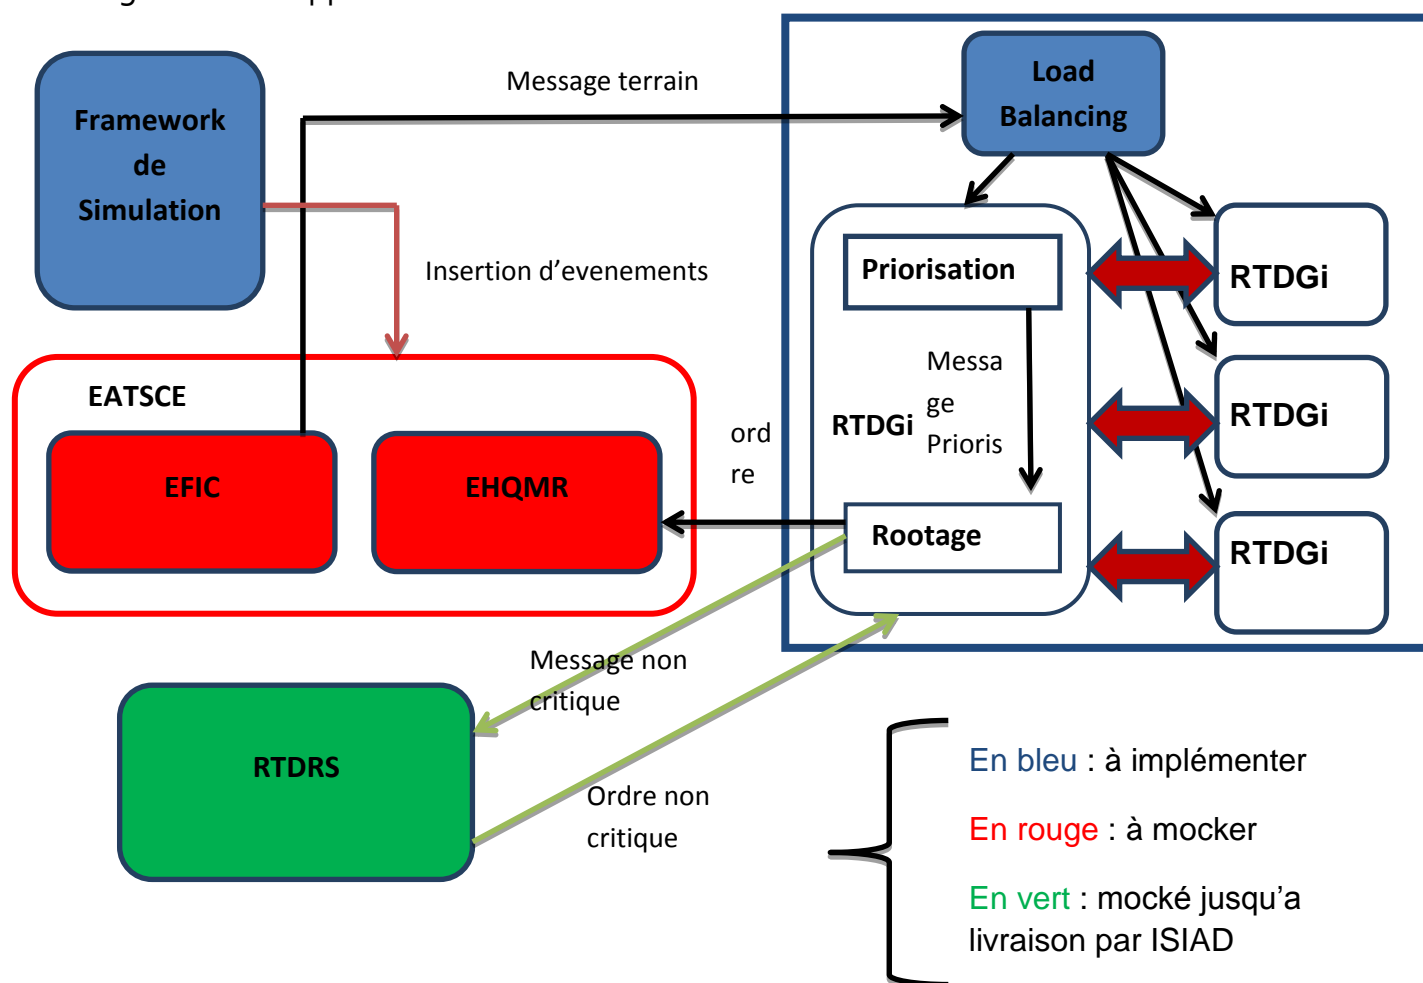 Message terrain
Load
Balancing
Framework
de
Simulation
Insertion d'evenements
Priorisation
RTDGi
Messa
ge
Prioris
RTDGi
RTDGi
EATSCE
EFIC
EHQMR
ord
re
Rootage
RTDGi
Message non
critique
RTDRS
Ordre non
critique
En bleu : à implémenter
En rouge : à mocker
En vert : mocké jusqu'a
livraison par ISIAD